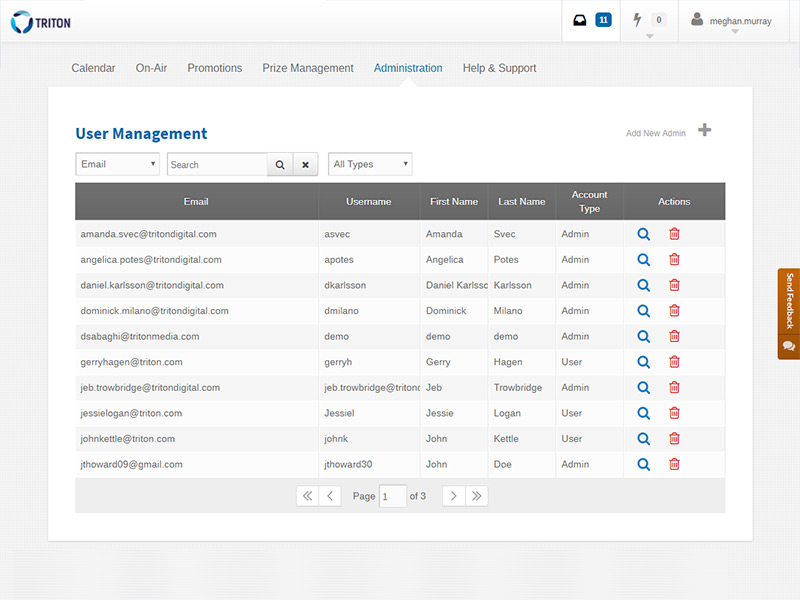 TRITON 11 0 meghan.murray
Calendar On-Air Promotions Prize Management Administration Help & Support
User Management Add New Admin
Email Search All Types
Email Username First Name Last Name Account Type Actions
amanda.svec@tritondigital.com asvec Amanda Svec Admin
angelica.potes@tritondigital.com apotes Angelica Potes Admin
daniel.karlsson@tritondigital.com dkarlsson Daniel Karlssc Karlsson Admin
dominick.milano@tritondigital.com dmilano Dominick Milano Admin
dsabaghi@tritonmedia.com demo demo demo Admin
gerryhagen@triton.com gerryh Gerry Hagen User
jeb.trowbridge@tritondigital.com jeb.trowbridge@tritonc Jeb Trowbridge Admin
jessielogan@triton.com Jessiel Jessie Logan User
johnkettle@triton.com johnk John Kettle User
jthoward09@gmail.com jthoward30 John Doe Admin
Page 1 of 3
Send Feedback